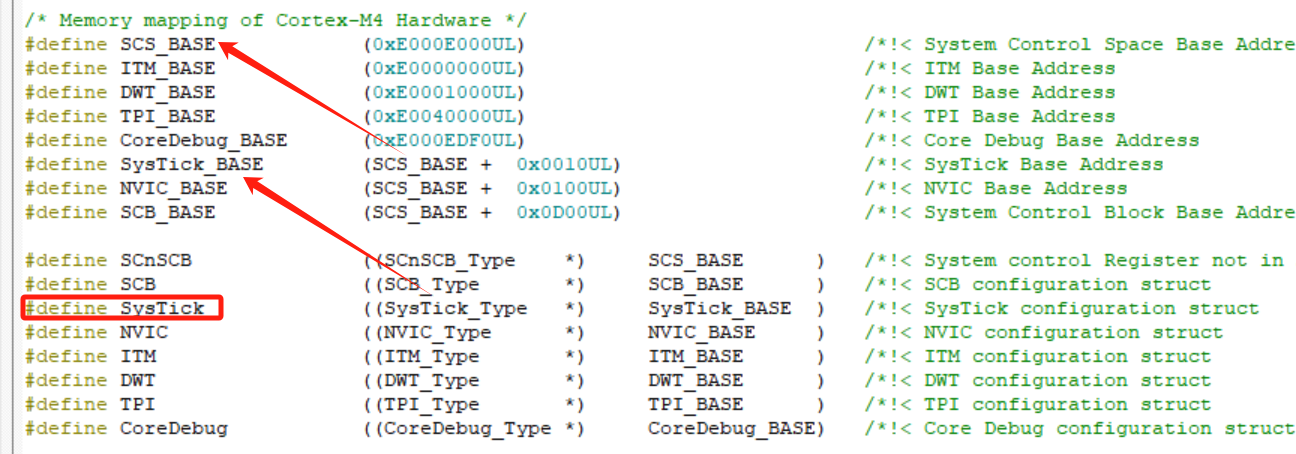 /* Memory mapping of Cortex-M4 Hardware */
#define SCS_BASE (0xE000E000UL) /*!< System Control Space Base Addre
#define ITM_BASE (0xE0000000UL) /*!< ITM Base Address
#define DWT_BASE (0xE0001000UL) /*!< DWT Base Address
#define TPI_BASE (0xE0040000UL) /*!< TPI Base Address
#define CoreDebug_BASE (0xE000EDF0UL) /*!< Core Debug Base Address
#define SysTick_BASE (SCS_BASE + 0x0010UL) /*!< SysTick Base Address
#define NVIC_BASE (SCS_BASE + 0x0100UL) /*!< NVIC Base Address
#define SCB_BASE (SCS_BASE + 0x0D00UL) /*!< System Control Block Base Addre
#define SCnSCB ((SCnSCB_Type *) SCS_BASE ) /*!< System control Register not in
#define SCB ((SCB_Type *) SCB_BASE ) /*!< SCB configuration struct
#define SysTick ((SysTick_Type *) SysTick_BASE ) /*!< SysTick configuration struct
#define NVIC ((NVIC_Type *) NVIC_BASE ) /*!< NVIC configuration struct
#define ITM ((ITM_Type *) ITM_BASE ) /*!< ITM configuration struct
#define DWT ((DWT_Type *) DWT_BASE ) /*!< DWT configuration struct
#define TPI ((TPI_Type *) TPI_BASE ) /*!< TPI configuration struct
#define CoreDebug ((CoreDebug_Type *) CoreDebug_BASE) /*!< Core Debug configuration struct